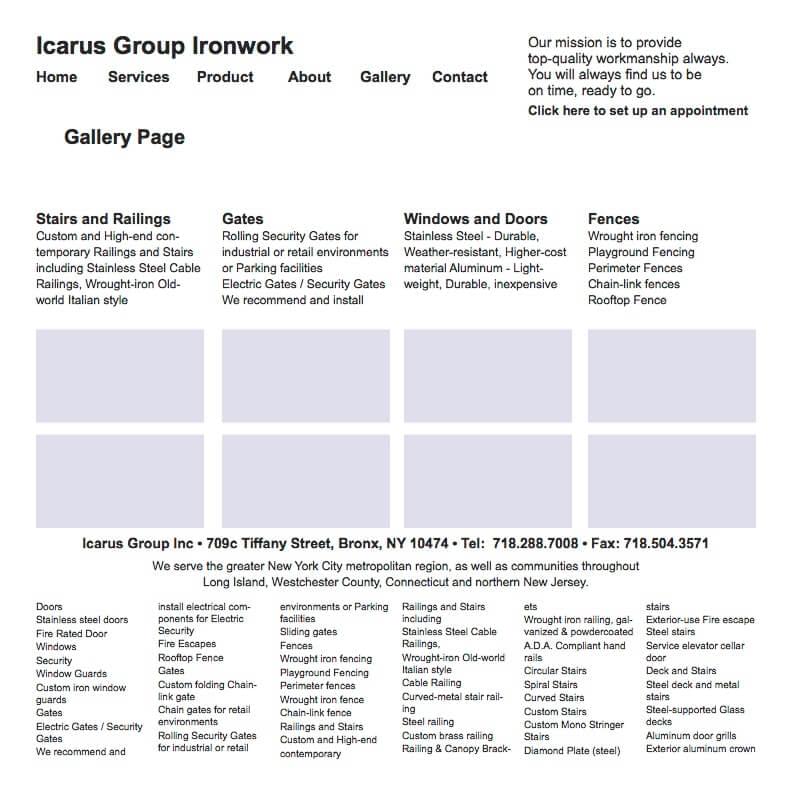 Icarus Group Ironwork
Home Services Product About Gallery Contact
Our mission is to provide
top-quality workmanship always.
You will always find us to be
on time, ready to go.
Click here to set up an appointment
Gallery Page
Stairs and Railings
Custom and High-end con-
temporary Railings and Stairs
including Stainless Steel Cable
Railings, Wrought-iron Old-
world Italian style
Gates
Rolling Security Gates for
industrial or retail environments
or Parking facilities
Electric Gates / Security Gates
We recommend and install
Windows and Doors
Stainless Steel - Durable,
Weather-resistant, Higher-cost
material Aluminum - Light-
weight, Durable, inexpensive
Fences
Wrought iron fencing
Playground Fencing
Perimeter Fences
Chain-link fences
Rooftop Fence
Icarus Group Inc • 709c Tiffany Street, Bronx, NY 10474 • Tel: 718.288.7008 • Fax: 718.504.3571
We serve the greater New York City metropolitan region, as well as communities throughout
Long Island, Westchester County, Connecticut and northern New Jersey.
Doors
Stainless steel doors
Fire Rated Door
Windows
Security
Window Guards
Custom iron window
guards
Gates
Electric Gates / Security
Gates
We recommend and
install electrical com-
ponents for Electric
Security
Fire Escapes
Rooftop Fence
Gates
Custom folding Chain-
link gate
Chain gates for retail
environments
Rolling Security Gates
for industrial or retail
environments or Parking
facilities
Sliding gates
Fences
Wrought iron fencing
Playground Fencing
Perimeter fences
Wrought iron fence
Chain-link fence
Railings and Stairs
Custom and High-end
contemporary
Railings and Stairs
including
Stainless Steel Cable
Railings,
Wrought-iron Old-world
Italian style
Cable Railing
Curved-metal stair rail-
ing
Steel railing
Custom brass railing
Railing & Canopy Brack-
ets
Wrought iron railing, gal-
vanized & powdercoated
A.D.A. Compliant hand
rails
Circular Stairs
Spiral Stairs
Curved Stairs
Custom Stairs
Custom Mono Stringer
Stairs
Diamond Plate (steel)
stairs
Exterior-use Fire escape
Steel stairs
Service elevator cellar
door
Deck and Stairs
Steel deck and metal
stairs
Steel-supported Glass
decks
Aluminum door grills
Exterior aluminum crown